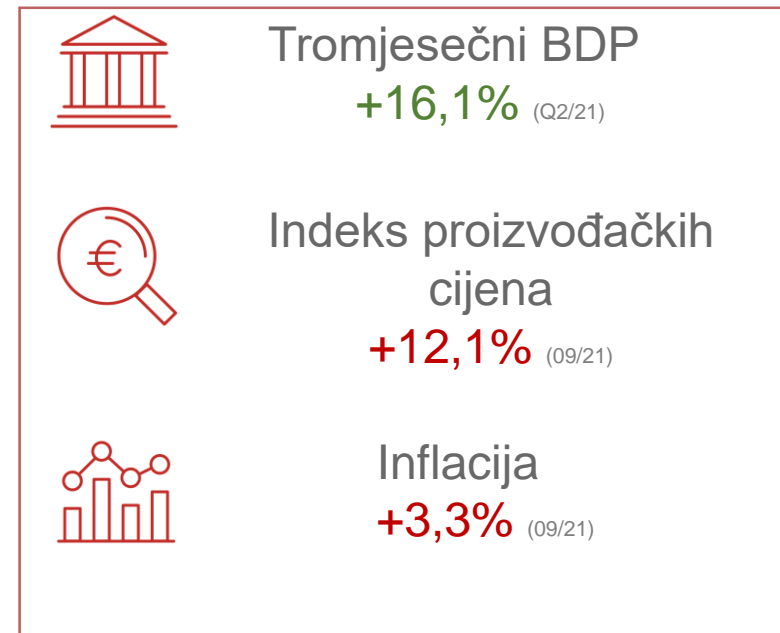 Tromjesečni BDP
+16,1% (Q2/21)
€
Indeks proizvođačkih
cijena
+12,1% (09/21)
Inflacija
+3,3% (09/21)